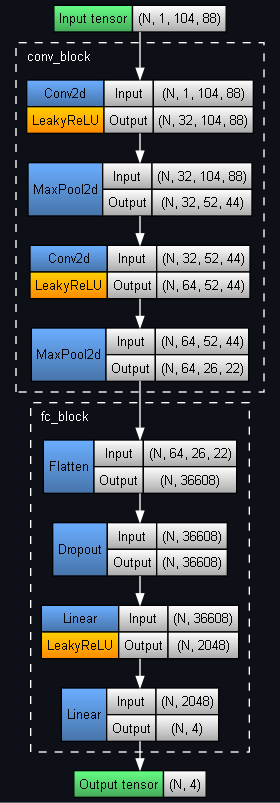 Input tensor (N, 1, 104, 88)
conv_block
Conv2d Input (N, 1, 104, 88)
LeakyReLU Output (N, 32, 104, 88)
MaxPool2d
Input (N, 32, 104, 88)
Output (N, 32, 52, 44)
Conv2d Input (N, 32, 52, 44)
LeakyReLU Output (N, 64, 52, 44)
MaxPool2d
Input (N, 64, 52, 44)
Output (N, 64, 26, 22)
fc_block
Flatten
Input (N, 64, 26, 22)
Output (N, 36608)
Dropout
Input (N, 36608)
Output (N, 36608)
Linear Input (N, 36608)
LeakyReLU Output (N, 2048)
Linear
Input (N, 2048)
Output (N, 4)
Output tensor (N, 4)